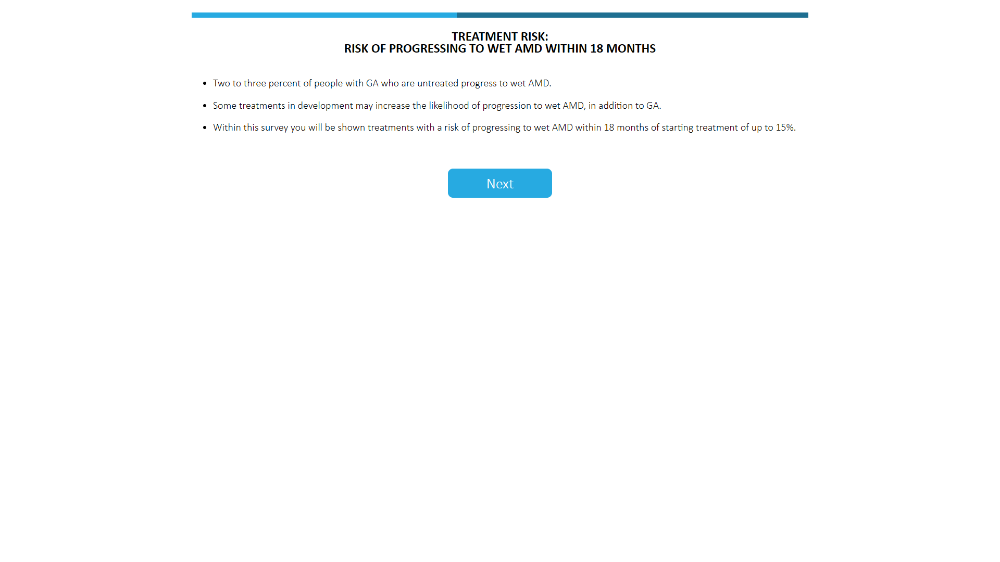 TREATMENT RISK:
RISK OF PROGRESSING TO WET AMD WITHIN 18 MONTHS
• Two to three percent of people with GA who are untreated progress to wet AMD.
• Some treatments in development may increase the likelihood of progression to wet AMD, in addition to GA.
• Within this survey you will be shown treatments with a risk of progressing to wet AMD within 18 months of starting treatment of up to 15%.
Next